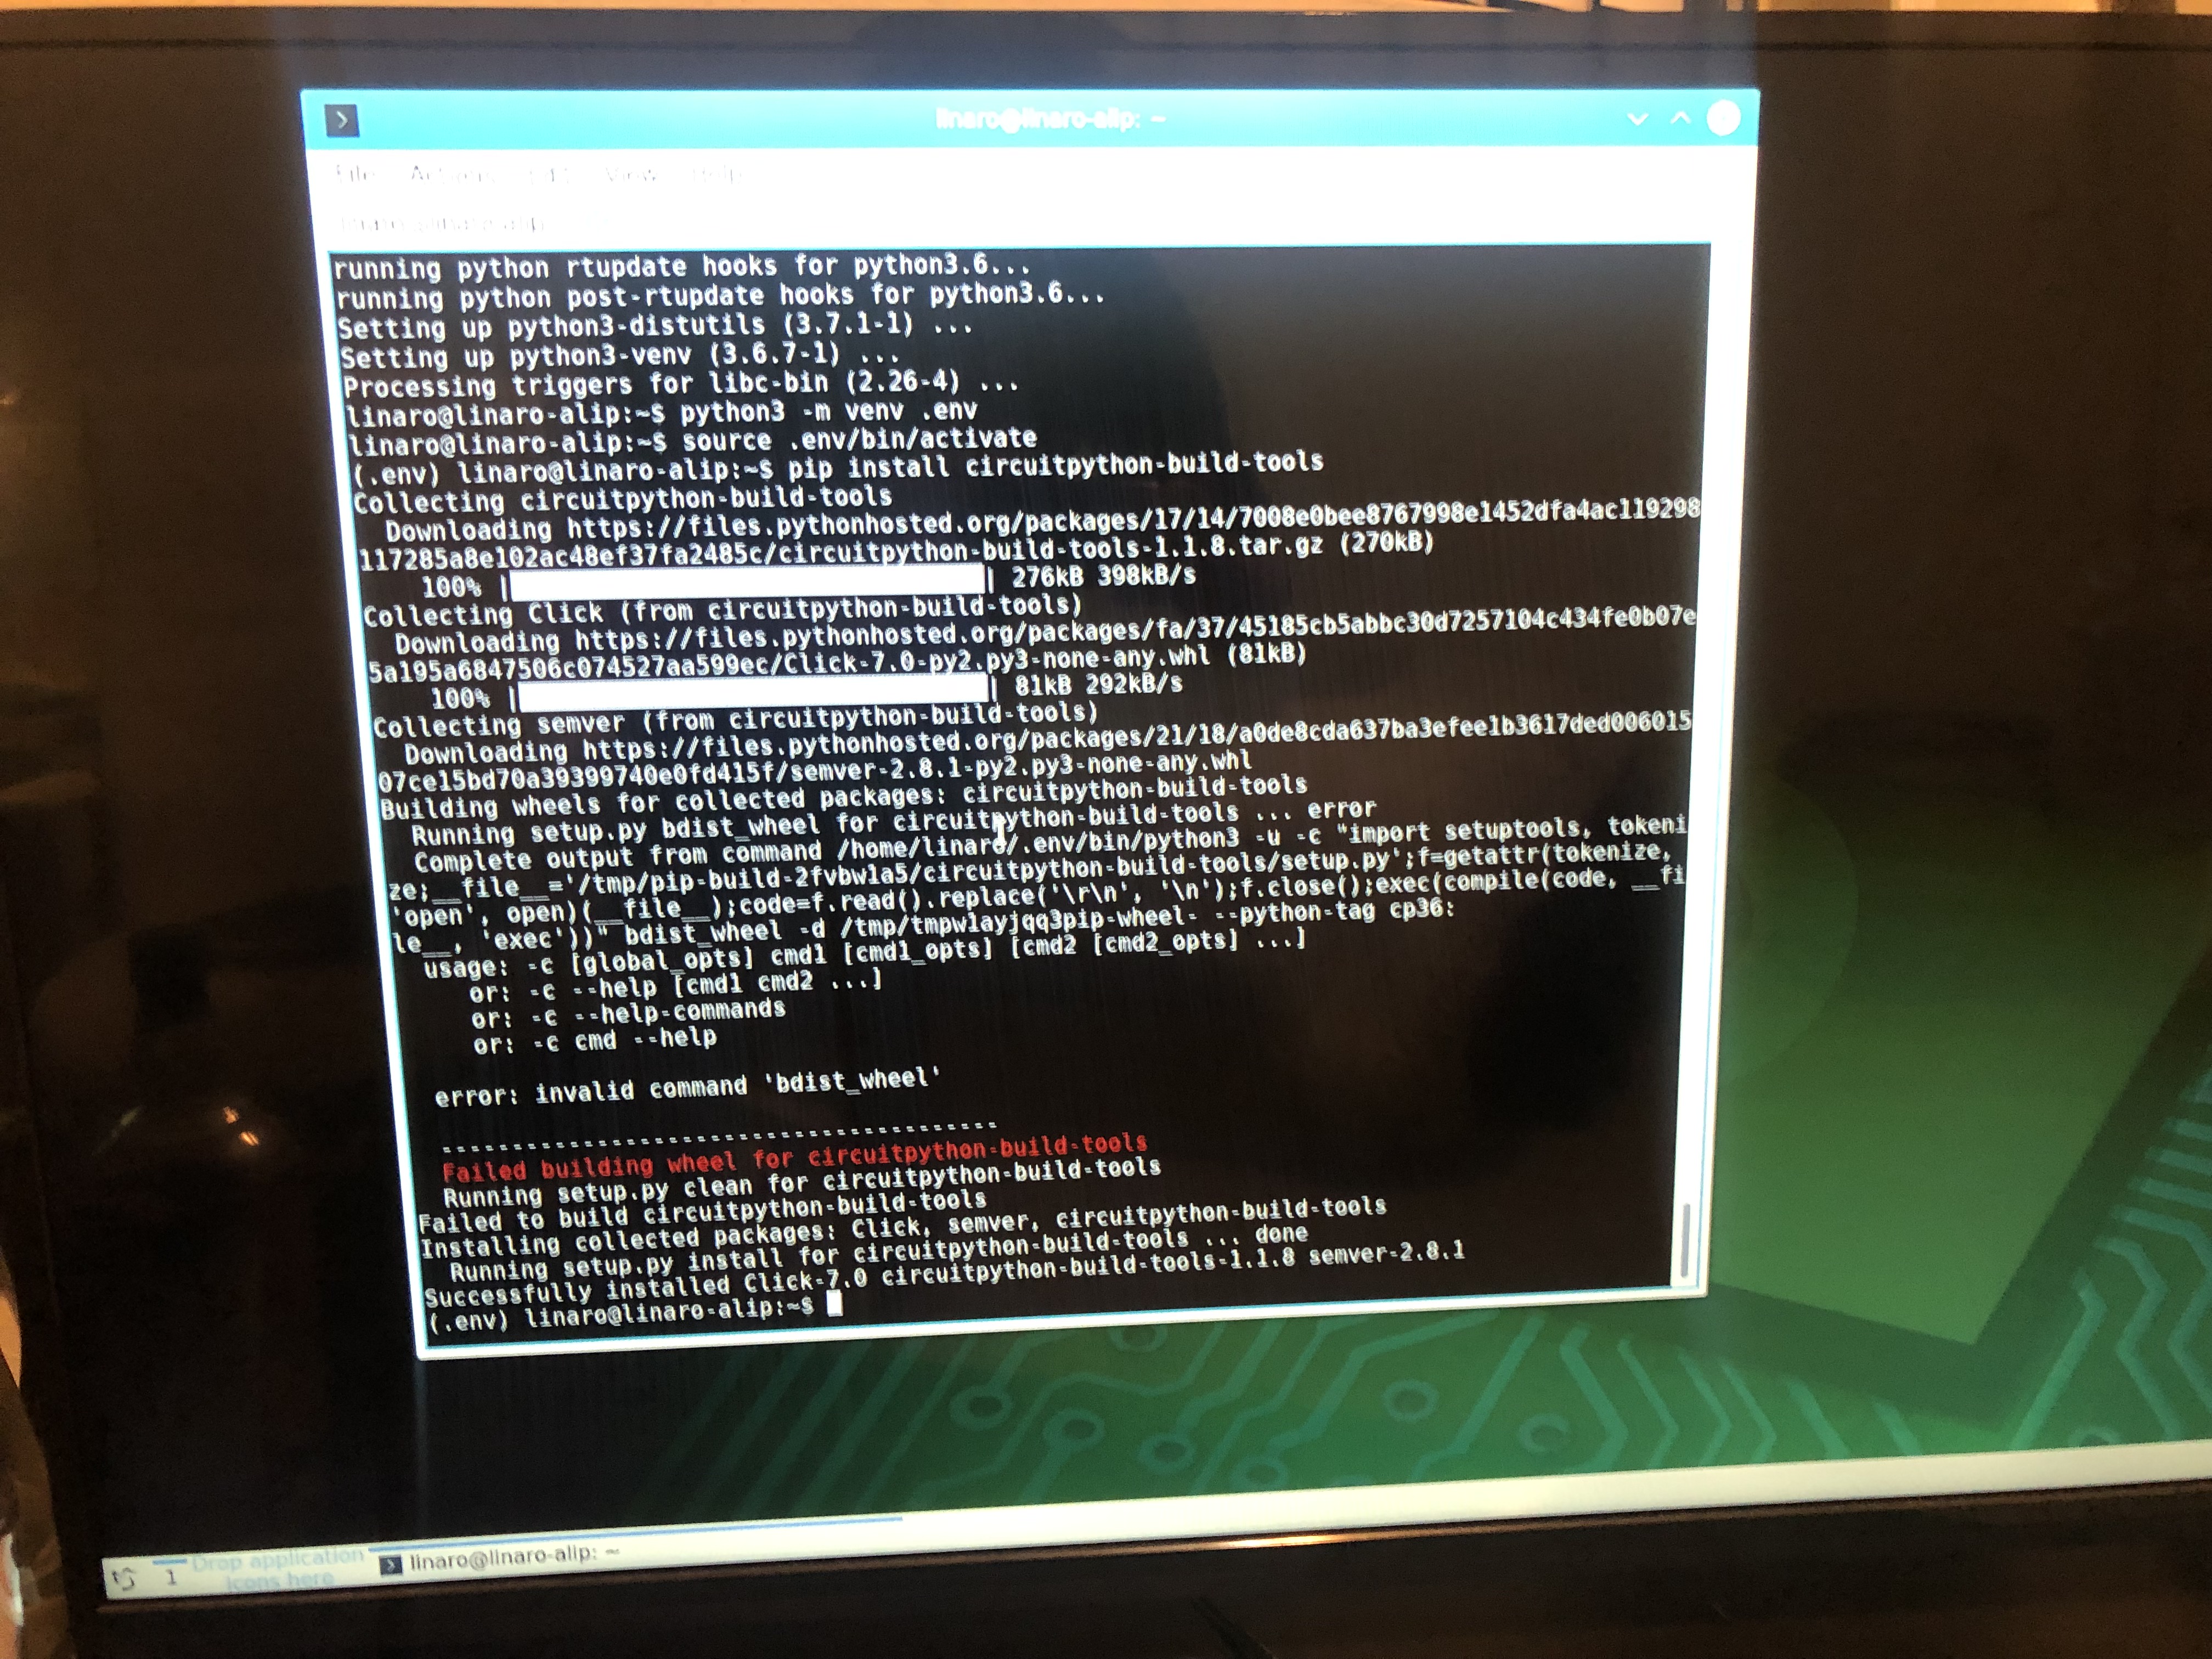 linaro@linaro-alip: ~
File Actions Edit View Help
running python rtupdate hooks for python3.6...
running python post-rtupdate hooks for python3.6...
Setting up python3-distutils (3.7.1-1) ...
Setting up python3-venv (3.6.7-1) ...
Processing triggers for libc-bin (2.26-4) ...
linaro@linaro-alip:~$ python3 -m venv .env
linaro@linaro-alip:~$ source .env/bin/activate
(.env) linaro@linaro-alip:~$ pip install circuitpython-build-tools
Collecting circuitpython-build-tools
Downloading https://files.pythonhosted.org/packages/17/14/7008e0bee8767998e1452dfa4ac119298
117285a8e102ac48ef37fa2485c/circuitpython-build-tools-1.1.8.tar.gz (270kB)
100% | | 276kB 398kB/s
Collecting Click (from circuitpython-build-tools)
Downloading https://files.pythonhosted.org/packages/fa/37/45185cb5abbc30d7257104c434fe0b07e
5a195a6847506c074527aa599ec/Click-7.0-py2.py3-none-any.whl (81kB)
100% | | 81kB 292kB/s
Collecting semver (from circuitpython-build-tools)
Downloading https://files.pythonhosted.org/packages/21/18/a0de8cda637ba3efee1b3617ded006015
07ce15bd70a39399740e0fd415f/semver-2.8.1-py2.py3-none-any.whl
Building wheels for collected packages: circuitpython-build-tools
Running setup.py bdist_wheel for circuitpython-build-tools ... error
Complete output from command /home/linaro/.env/bin/python3 -u -c "import setuptools, tokeni
ze;__file__='/tmp/pip-build-2fvbw1a5/circuitpython-build-tools/setup.py';f=getattr(tokenize,
'open', open)(__file__);code=f.read().replace('\r\n', '\n');f.close();exec(compile(code, __fi
le__, 'exec'))" bdist_wheel -d /tmp/tmpw1ayjqq3pip-wheel- --python-tag cp36:
usage: -c [global_opts] cmd1 [cmd1_opts] [cmd2 [cmd2_opts] ...]
or: -c --help [cmd1 cmd2 ...]
or: -c --help-commands
or: -c cmd --help
error: invalid command 'bdist_wheel'
----------------------------------------
Failed building wheel for circuitpython-build-tools
Running setup.py clean for circuitpython-build-tools
Failed to build circuitpython-build-tools
Installing collected packages: Click, semver, circuitpython-build-tools
Running setup.py install for circuitpython-build-tools ... done
Successfully installed Click-7.0 circuitpython-build-tools-1.1.8 semver-2.8.1
(.env) linaro@linaro-alip:~$
1
Drop application
icons here
linaro@linaro-alip: ~